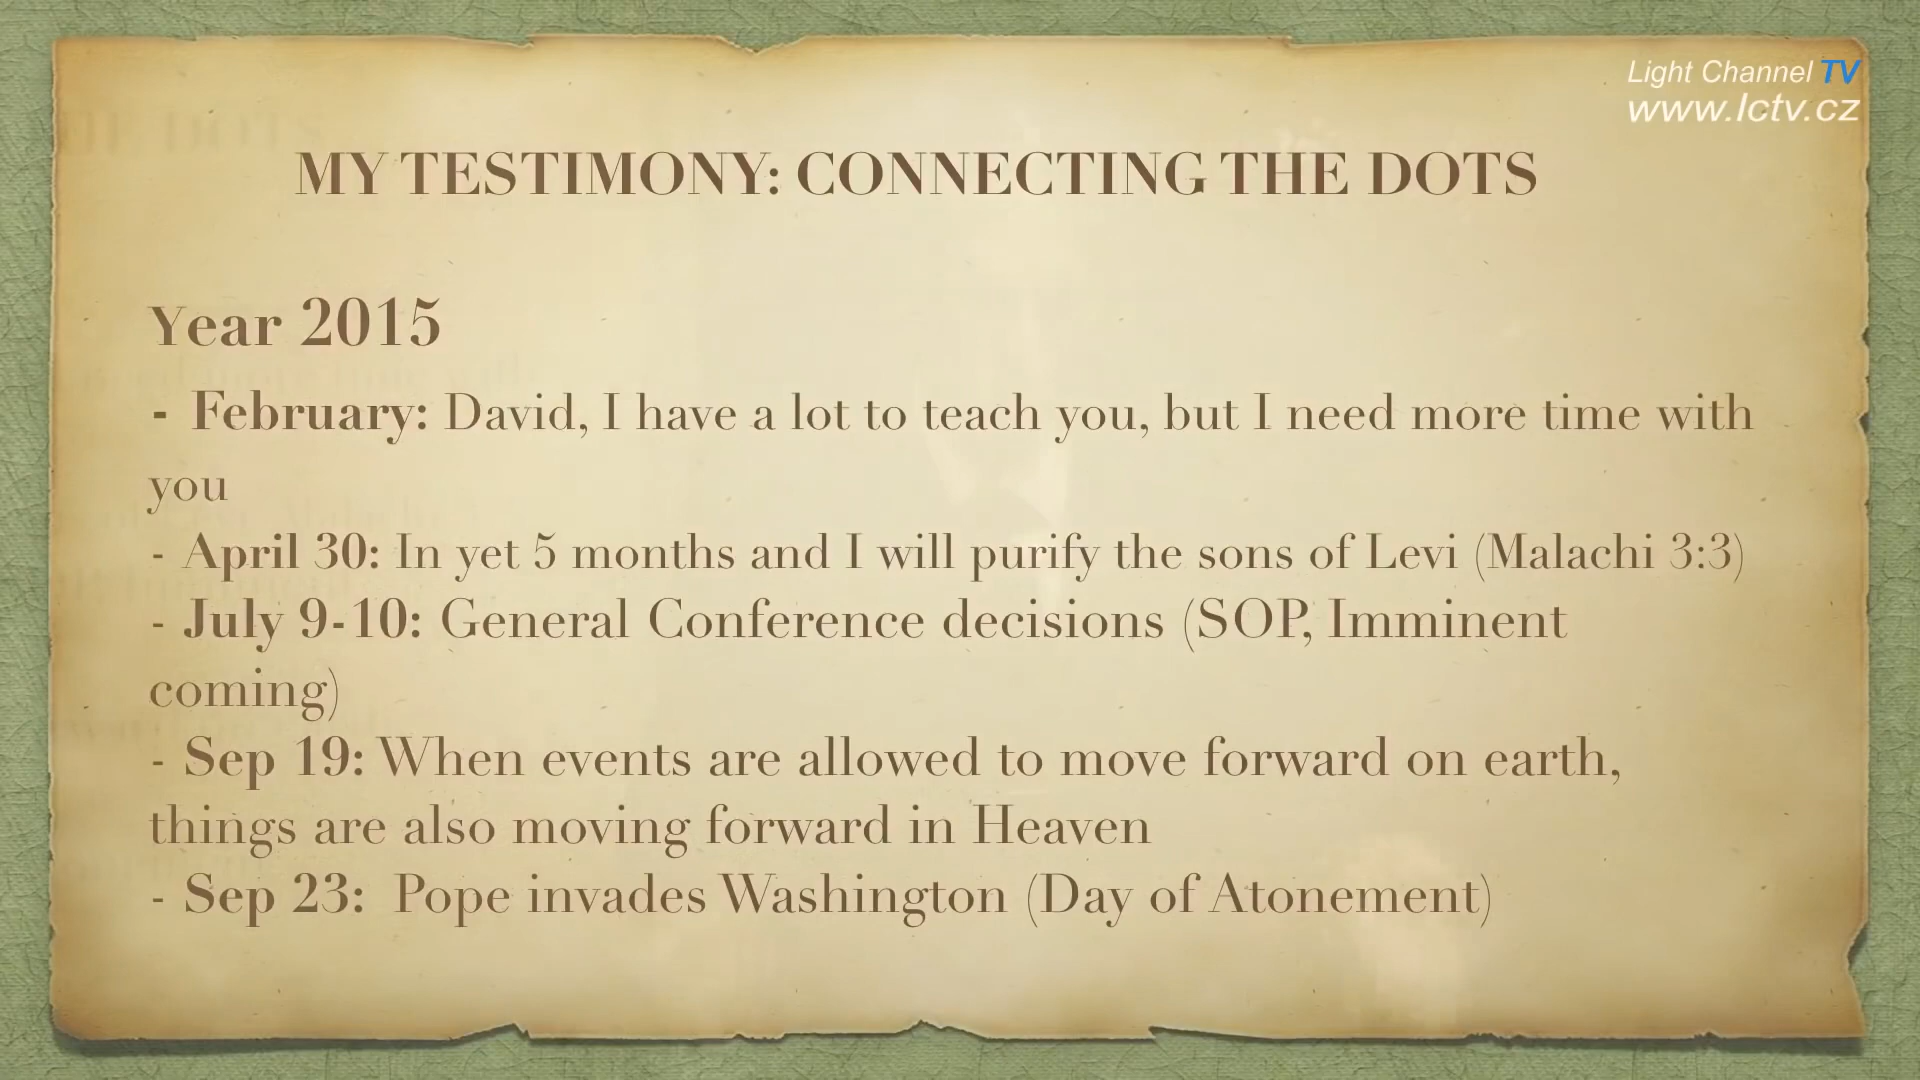 Light Channel TV
www.lctv.cz
MY TESTIMONY: CONNECTING THE DOTS
Year 2015
- February: David, I have a lot to teach you, but I need more time with
you
- April 30: In yet 5 months and I will purify the sons of Levi (Malachi 3:3)
- July 9-10: General Conference decisions (SOP, Imminent
coming)
- Sep 19: When events are allowed to move forward on earth,
things are also moving forward in Heaven
- Sep 23: Pope invades Washington (Day of Atonement)